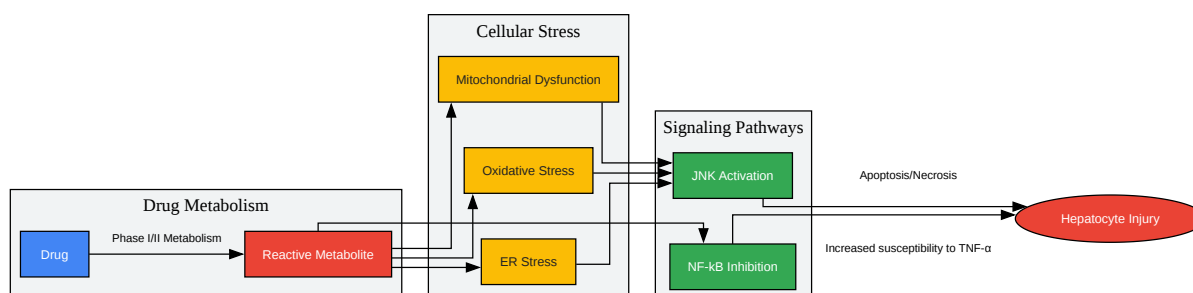 Cellular Stress
Mitochondrial Dysfunction
Signaling Pathways
Oxidative Stress
JNK Activation
Apoptosis/Necrosis
Drug Metabolism
Phase I/II Metabolism
Drug
Reactive Metabolite
ER Stress
NF-kB Inhibition
Increased susceptibility to TNF-α
Hepatocyte Injury